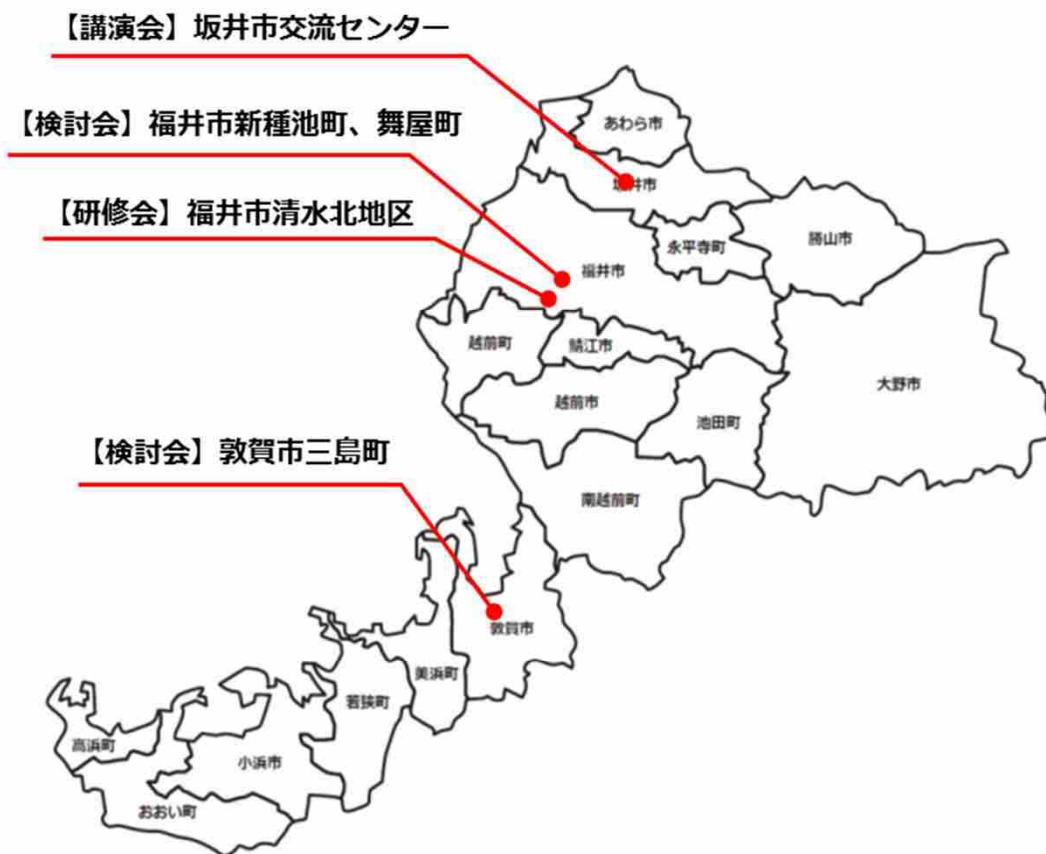 【講演会】坂井市交流センター
【検討会】福井市新種池町、舞屋町
【研修会】福井市清水北地区
【検討会】敦賀市三島町
あわら市
坂井市
永平寺町
勝山市
福井市
越前町
鯖江市
越前市
池田町
大野市
南越前町
敦賀市
美浜町
若狭町
高浜町
小浜市
おおい町